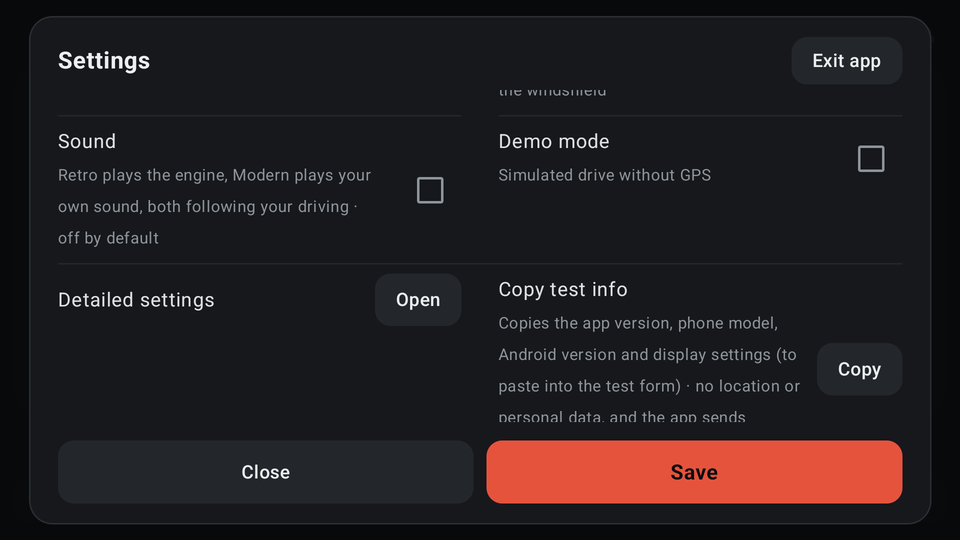 Settings
Exit app
the windshield
Sound
Retro plays the engine, Modern plays your
own sound, both following your driving ·
off by default
Demo mode
Simulated drive without GPS
Detailed settings
Open
Copy test info
Copies the app version, phone model,
Android version and display settings (to
paste into the test form) · no location or
personal data, and the app sends
Copy
Close
Save